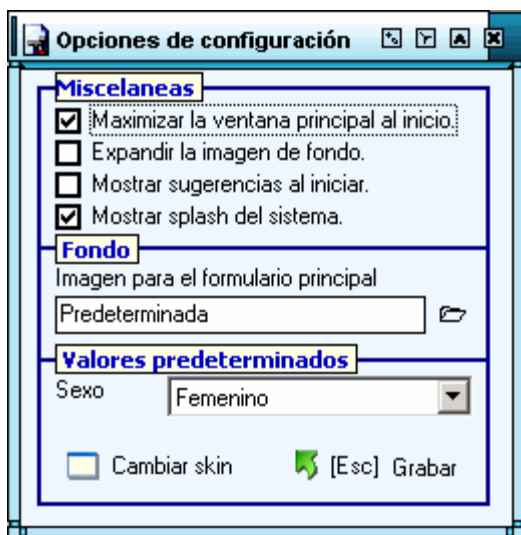 Opciones de configuración
Miscelaneas
Maximizar la ventana principal al inicio.
Expandir la imagen de fondo.
Mostrar sugerencias al iniciar.
Mostrar splash del sistema.
Fondo
Imagen para el formulario principal
Predeterminada
Valores predeterminados
Sexo Femenino
Cambiar skin [Esc] Grabar